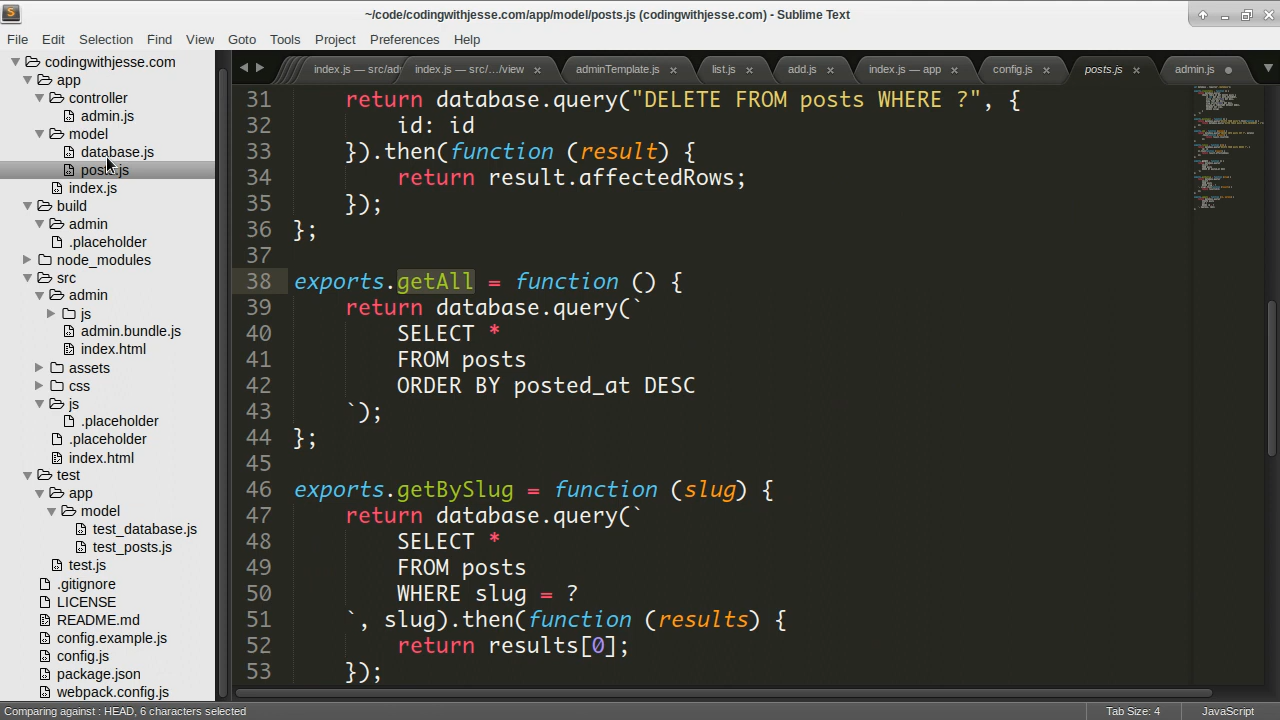 ~/code/codingwithjesse.com/app/model/posts.js (codingwithjesse.com) - Sublime Text
File Edit Selection Find View Goto Tools Project Preferences Help
codingwithjesse.com
app
controller
admin.js
model
database.js
posts.js
index.js
build
admin
.placeholder
node_modules
src
admin
js
admin.bundle.js
index.html
assets
css
js
.placeholder
.placeholder
index.html
test
app
model
test_database.js
test_posts.js
test.js
.gitignore
LICENSE
README.md
config.example.js
config.js
package.json
webpack.config.js
index.js — src/adm index.js — src/.../view adminTemplate.js list.js add.js index.js — app config.js posts.js admin.js
31 return database.query("DELETE FROM posts WHERE ?", {
32 id: id
33 }).then(function (result) {
34 return result.affectedRows;
35 });
36 };
37
38 exports.getAll = function () {
39 return database.query(`
40 SELECT *
41 FROM posts
42 ORDER BY posted_at DESC
43 `);
44 };
45
46 exports.getBySlug = function (slug) {
47 return database.query(`
48 SELECT *
49 FROM posts
50 WHERE slug = ?
51 `, slug).then(function (results) {
52 return results[0];
53 });
Comparing against : HEAD, 6 characters selected
Tab Size: 4
JavaScript